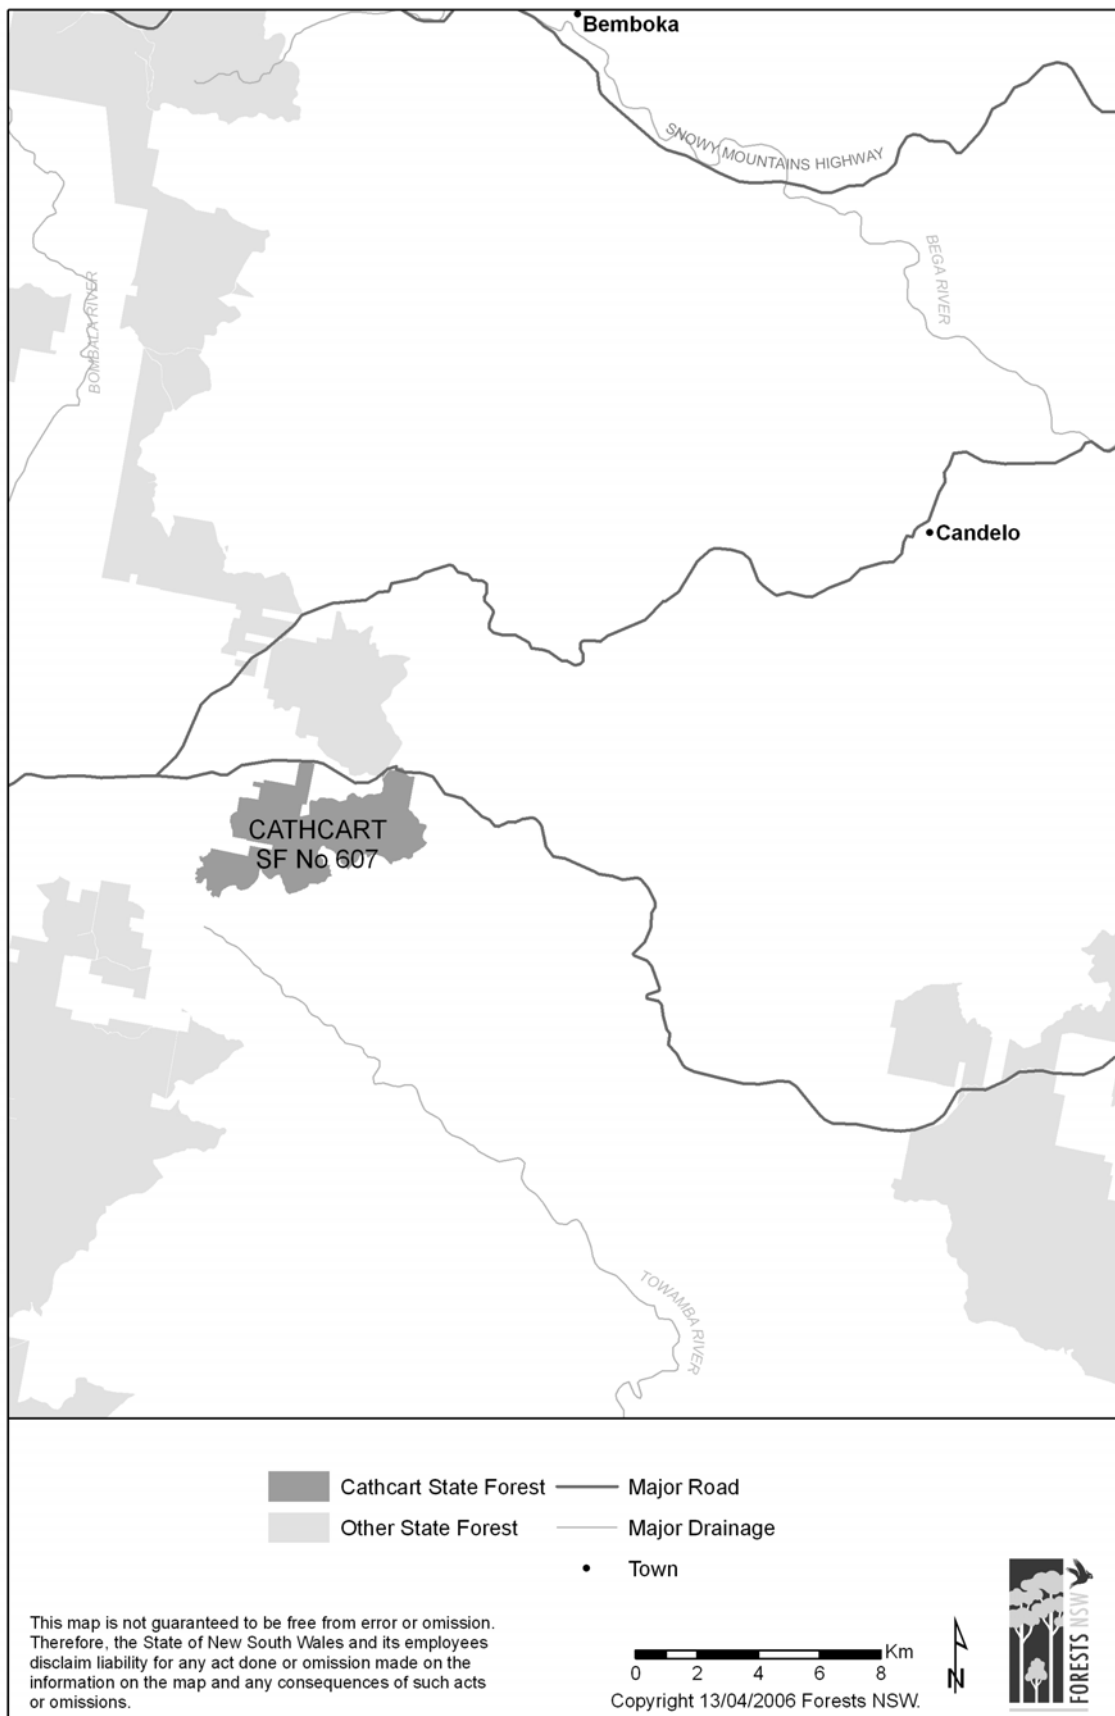 Bemboka
SNOWY MOUNTAINS HIGHWAY
BEGA RIVER
BOMBALA RIVER
Candelo
CATHCART
SF No 607
TOWAMBA RIVER
Cathcart State Forest
Major Road
Other State Forest
Major Drainage
Town
This map is not guaranteed to be free from error or omission.
Therefore, the State of New South Wales and its employees
disclaim liability for any act done or omission made on the
information on the map and any consequences of such acts
or omissions.
Km
0 2 4 6 8
Copyright 13/04/2006 Forests NSW.
N
FORESTS NSW